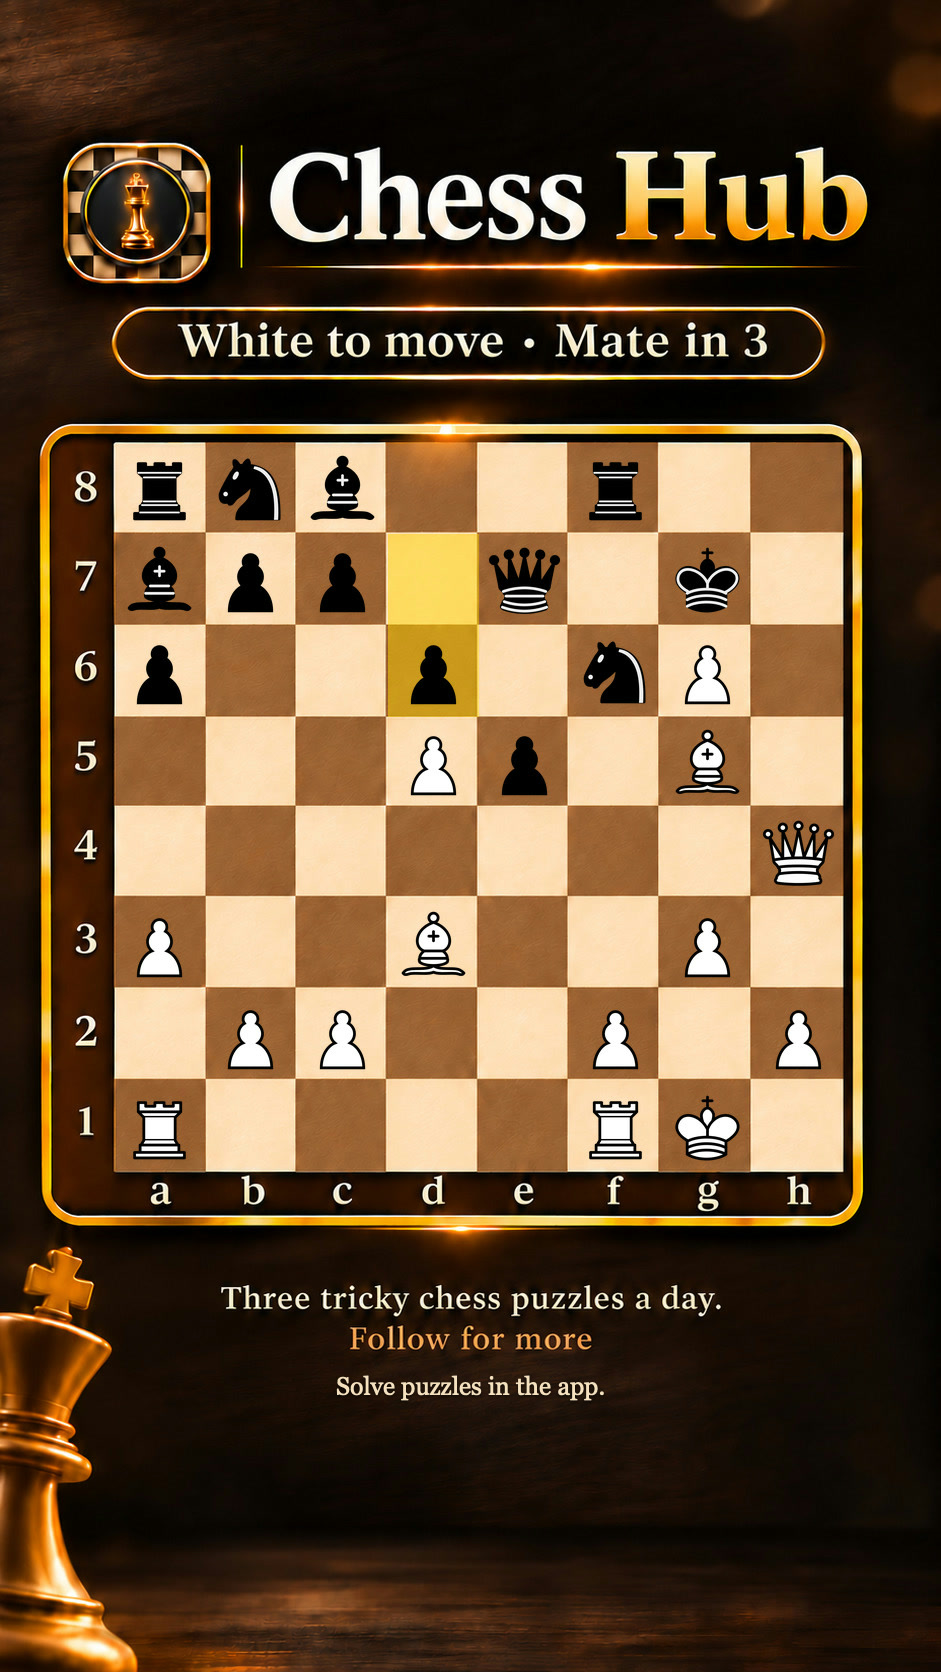 Chess Hub
White to move • Mate in 3
8
7
6
5
4
3
2
1
a b c d e f g h
Three tricky chess puzzles a day.
Follow for more
Solve puzzles in the app.